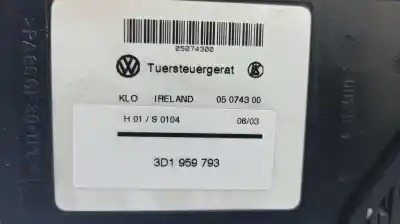 05074300
Tuersteuergerat
KLO IRELAND 05 0743 00
H 01 / S 0104 06/03
3D1 959 793